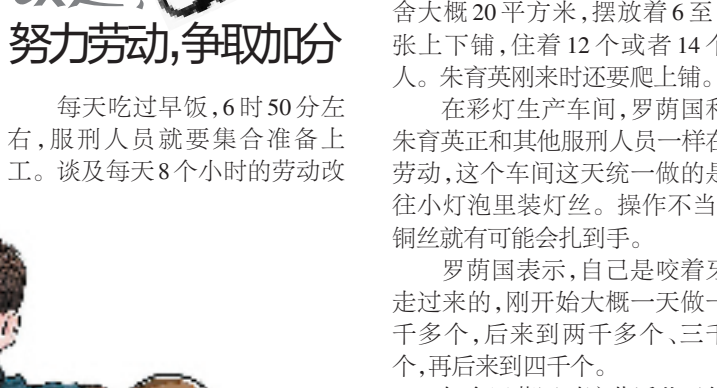 努力劳动,争取加分
每天吃过早饭,6时50分左
右,服刑人员就要集合准备上
工。谈及每天8个小时的劳动改
舍大概20平方米,摆放着6至
张上下铺,住着12个或者14个
人。朱育英刚来时还要爬上铺。
在彩灯生产车间,罗荫国和
朱育英正和其他服刑人员一样在
劳动,这个车间这天统一做的是
往小灯泡里装灯丝。操作不当
铜丝就有可能会扎到手。
罗荫国表示,自己是咬着牙
走过来的,刚开始大概一天做一
千多个,后来到两千多个、三千
个,再后来到四千个。